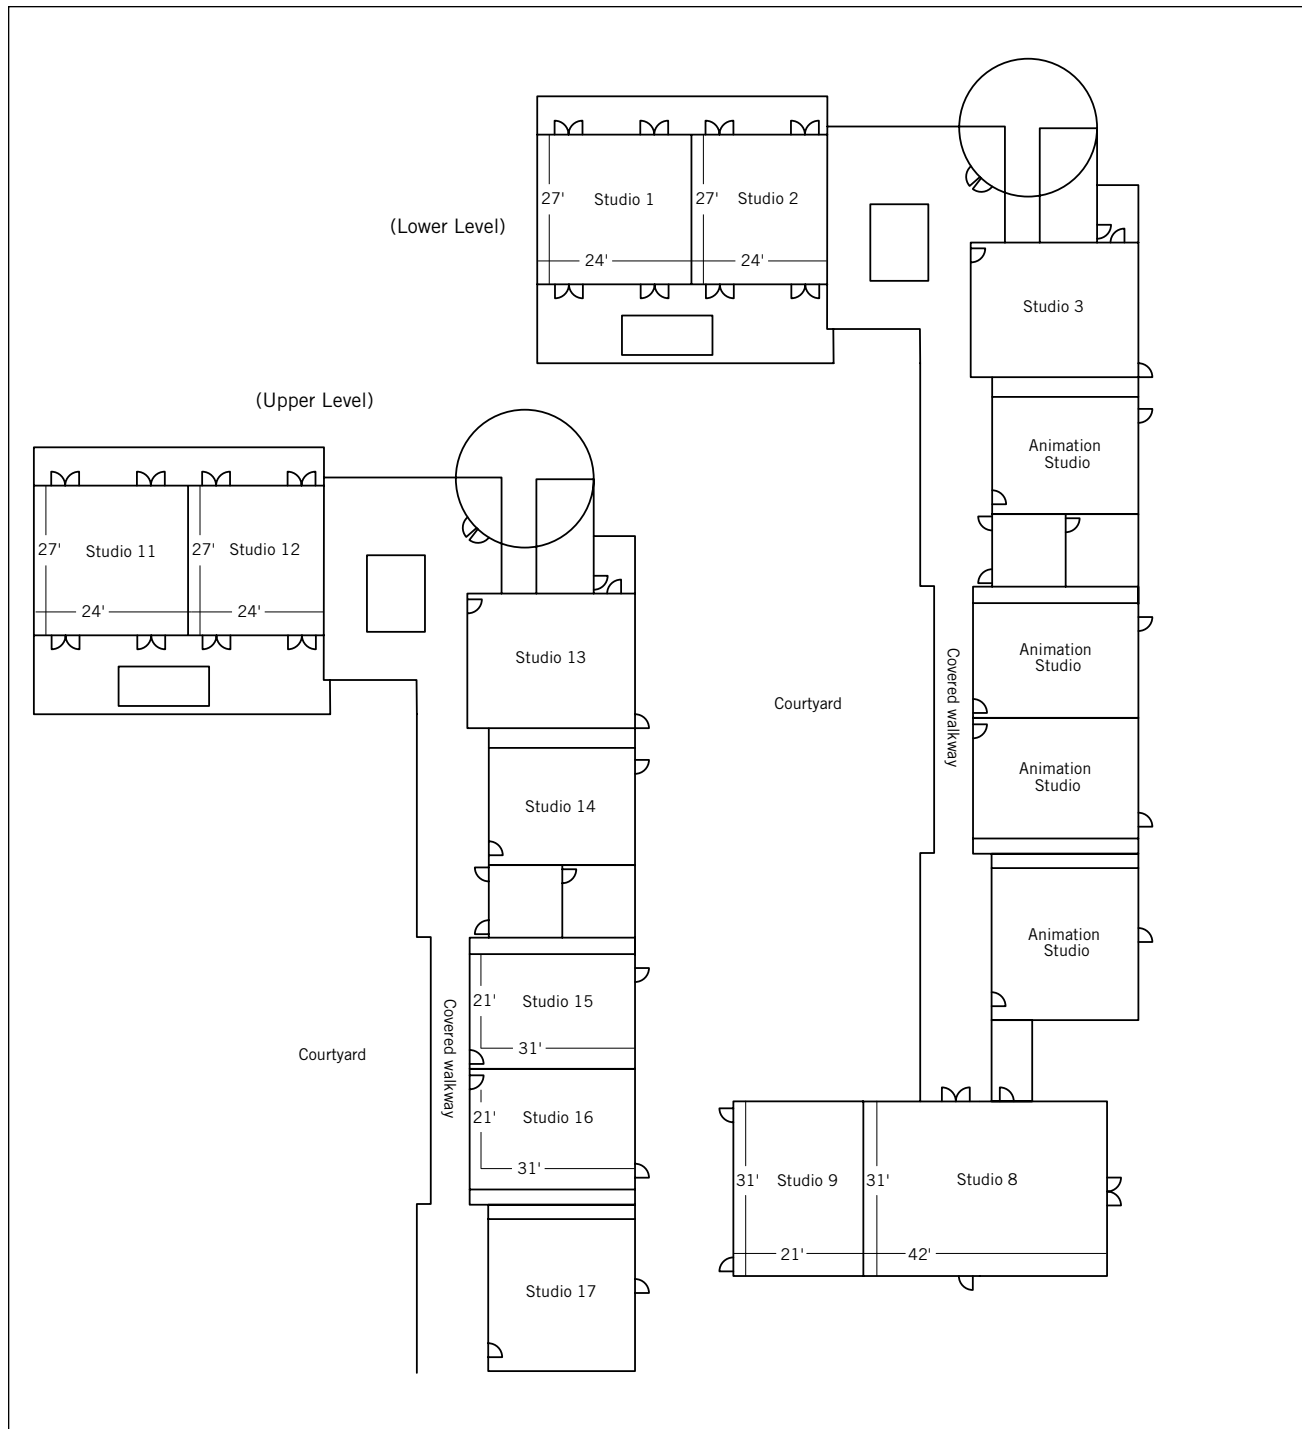 (Lower Level)
Studio 1
Studio 2
27'
27'
24'
24'
Studio 3
Animation
Studio
Animation
Studio
Covered walkway
Courtyard
Animation
Studio
Animation
Studio
Studio 9
Studio 8
31'
31'
21'
42'
(Upper Level)
Studio 11
Studio 12
27'
27'
24'
24'
Studio 13
Studio 14
21'
Studio 15
31'
Covered walkway
Courtyard
21'
Studio 16
31'
Studio 17